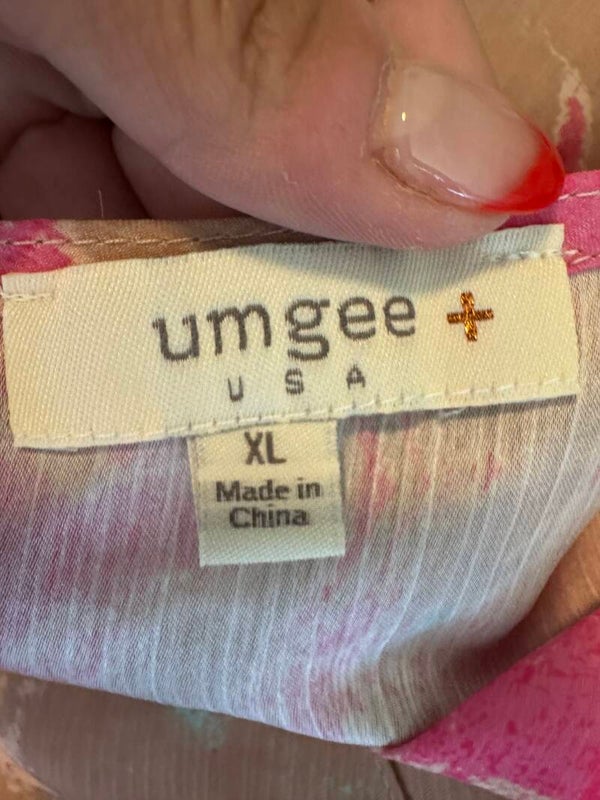 umgee +
USA
XL
Made in
China